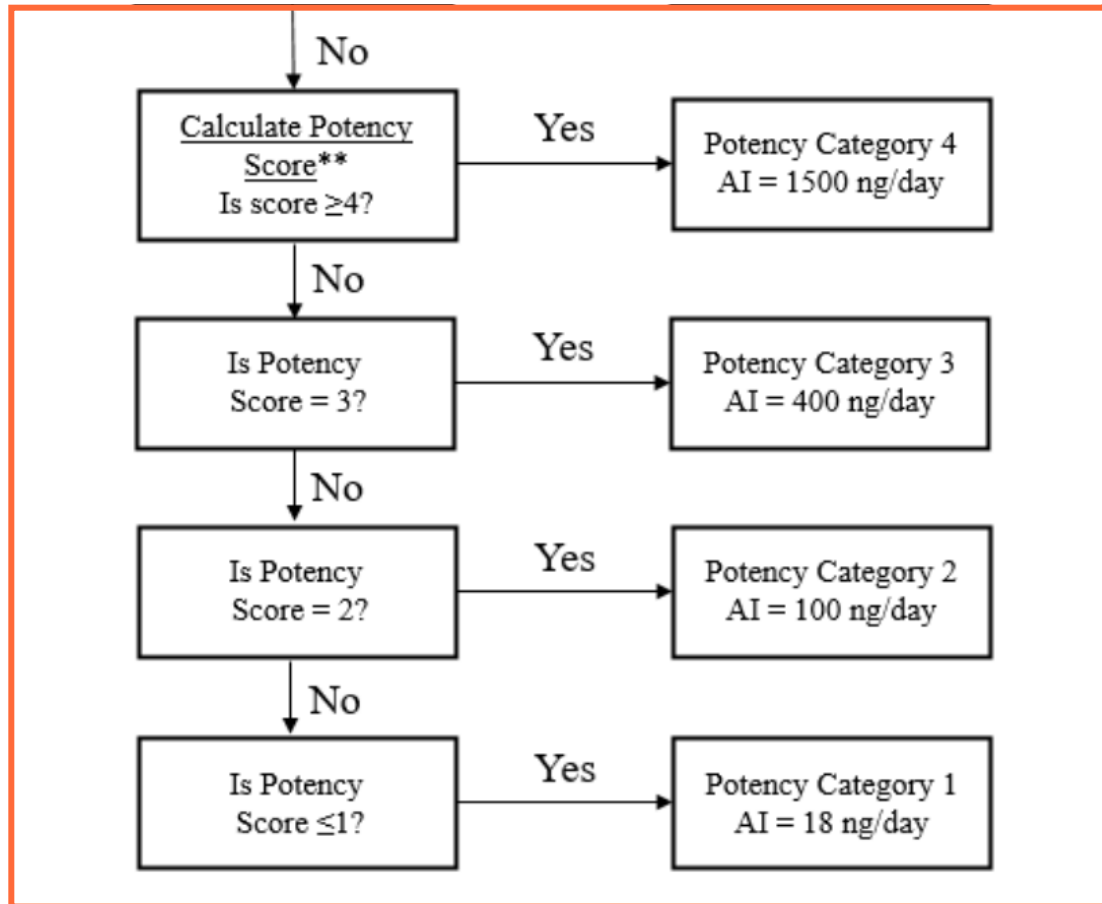 No
Calculate Potency
Score**
Is score ≥4?
Yes
Potency Category 4
AI = 1500 ng/day
No
Is Potency
Score = 3?
Yes
Potency Category 3
AI = 400 ng/day
No
Is Potency
Score = 2?
Yes
Potency Category 2
AI = 100 ng/day
No
Is Potency
Score ≤1?
Yes
Potency Category 1
AI = 18 ng/day